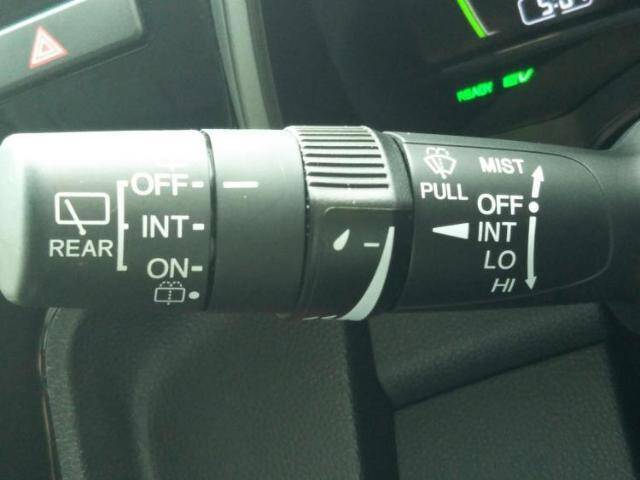 READY EV
MIST
PULL
OFF
INT
LO
HI
OFF
INT
ON
REAR